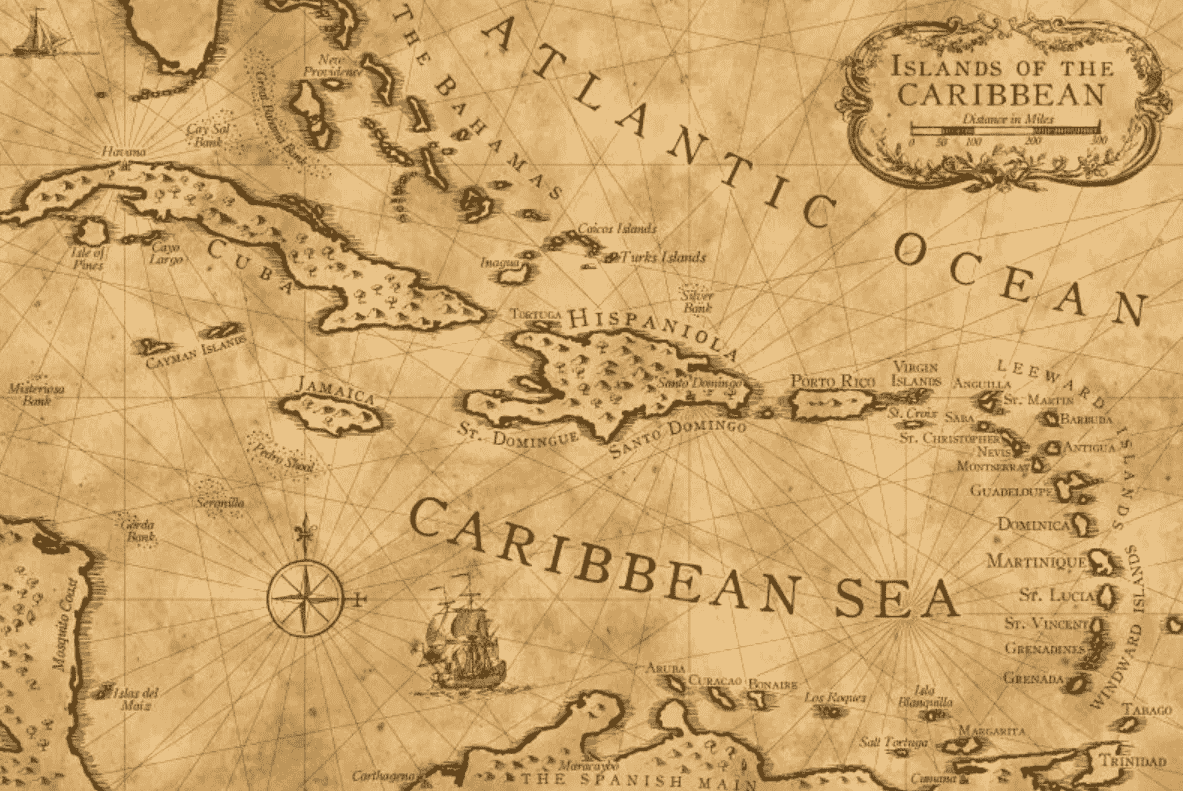 ISLANDS OF THE
CARIBBEAN
Distance in Miles
0 50 100 200 300
ATLANTIC OCEAN
THE BAHAMAS
New
Providence
Great Bahama Bank
Cay Sal
Bank
Havana
Isle of
Pines
Cayo
Largo
CUBA
Caicos Islands
Turks Islands
Inagua
Silver
Bank
TORTUGA
HISPANIOLA
CAYMAN ISLANDS
Misteriosa
Bank
JAMAICA
Santo Domingo
ST. DOMINGUE
SANTO DOMINGO
PORTO RICO
VIRGIN
ISLANDS
St. Croix
LEEWARD ISLANDS
ANGUILLA
ST. MARTIN
SABA
BARBUDA
ST. CHRISTOPHER
NEVIS
ANTIGUA
MONTSERRAT
GUADELOUPE
DOMINICA
MARTINIQUE
ST. LUCIA
ST. VINCENT
GRENADINES
GRENADA
WINDWARD ISLANDS
Pedro Shoal
Seranilla
Gorda
Bank
CARIBBEAN SEA
Mosquito Coast
Islas del
Maiz
ARUBA
CURACAO
BONAIRE
Los Roques
Isla
Blanquilla
TABAGO
Salt Tortuga
MARGARITA
TRINIDAD
Cumana
Carthagena
Maracaybo
THE SPANISH MAIN